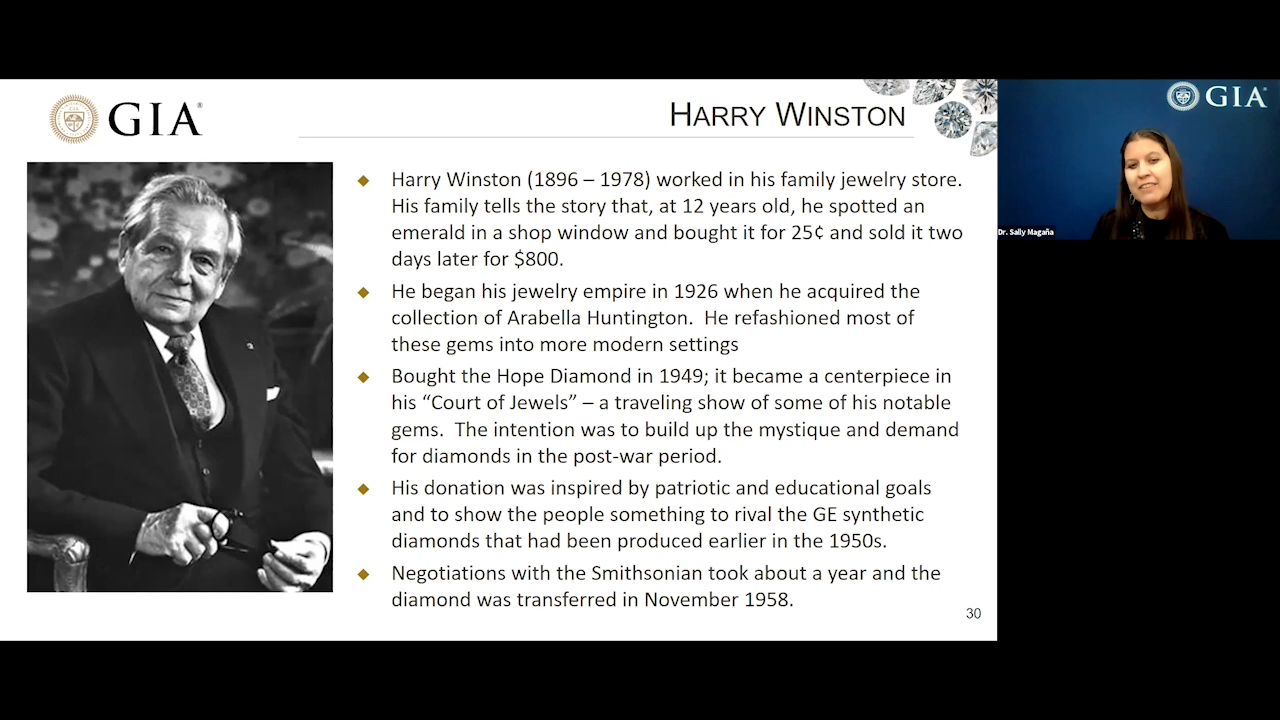 GIA®
HARRY WINSTON
GIA
Harry Winston (1896 – 1978) worked in his family jewelry store.
His family tells the story that, at 12 years old, he spotted an
emerald in a shop window and bought it for 25¢ and sold it two
days later for $800.
He began his jewelry empire in 1926 when he acquired the
collection of Arabella Huntington.  He refashioned most of
these gems into more modern settings
Bought the Hope Diamond in 1949; it became a centerpiece in
his “Court of Jewels” – a traveling show of some of his notable
gems.  The intention was to build up the mystique and demand
for diamonds in the post-war period.
His donation was inspired by patriotic and educational goals
and to show the people something to rival the GE synthetic
diamonds that had been produced earlier in the 1950s.
Negotiations with the Smithsonian took about a year and the
diamond was transferred in November 1958.
30
Dr. Sally Magaña